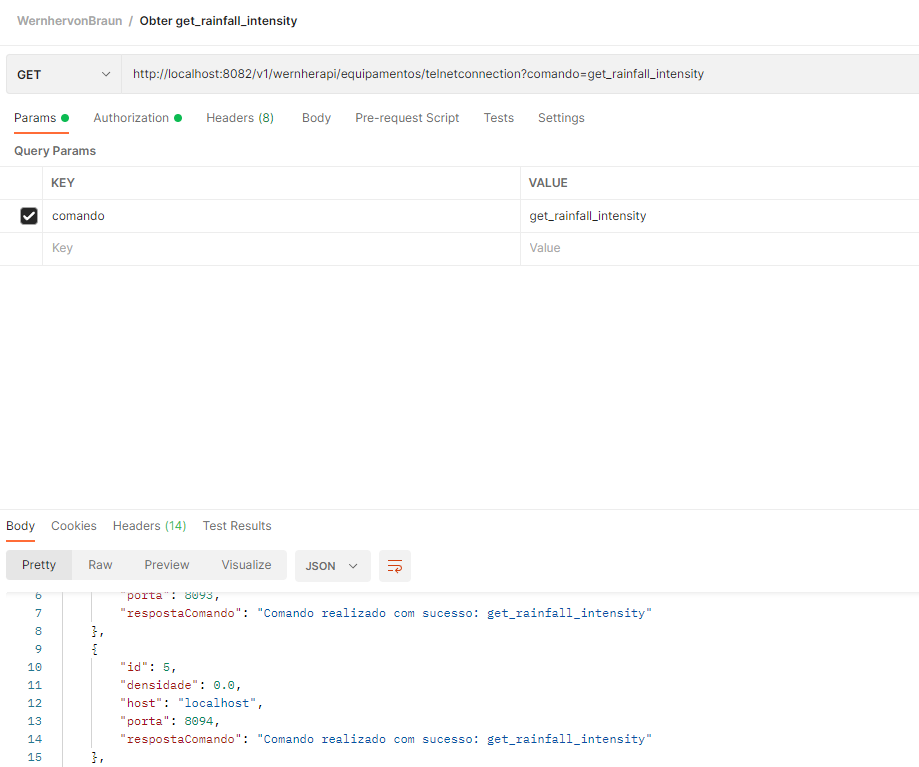 WernhervonBraun / Obter get_rainfall_intensity
GET http://localhost:8082/v1/wernherapi/equipamentos/telnetconnection?comando=get_rainfall_intensity
Params Authorization Headers (8) Body Pre-request Script Tests Settings
Query Params
KEY VALUE
comando get_rainfall_intensity
Key Value
Body Cookies Headers (14) Test Results
Pretty Raw Preview Visualize JSON
6 "porta": 8093,
7 "respostaComando": "Comando realizado com sucesso: get_rainfall_intensity"
8 },
9 {
10 "id": 5,
11 "densidade": 0.0,
12 "host": "localhost",
13 "porta": 8094,
14 "respostaComando": "Comando realizado com sucesso: get_rainfall_intensity"
15 },